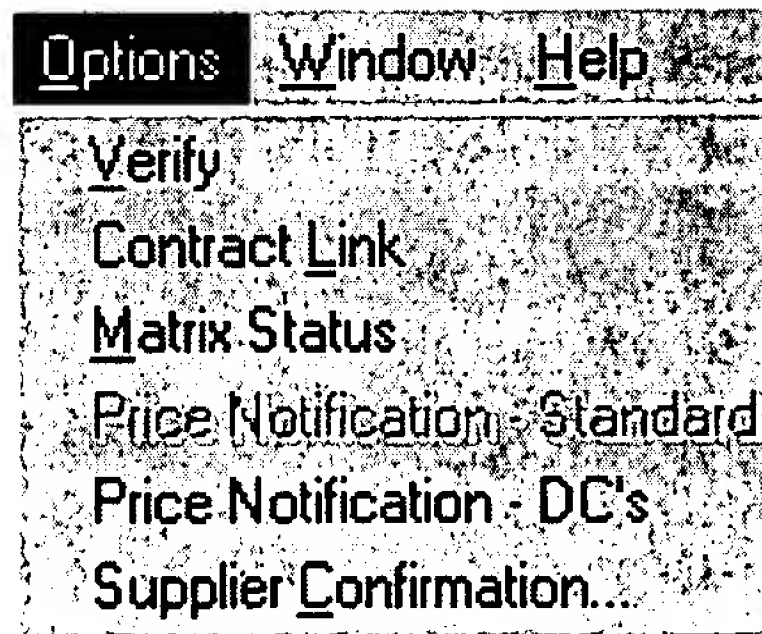 Options Window Help
Verify
Contract Link
Matrix Status
Price Notification - Standard
Price Notification - DC's
Supplier Confirmation...